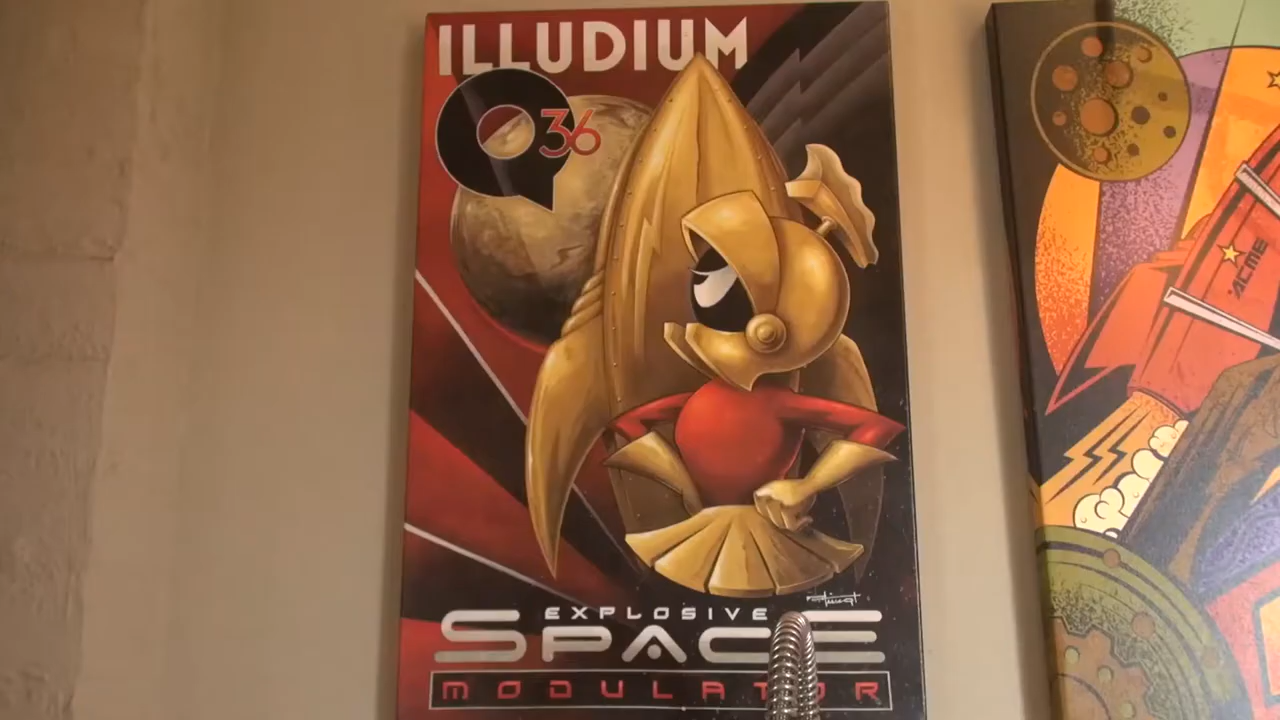 ILLUDIUM
Q 36
EXPLOSIVE
SPACE
MODULATOR
ACME